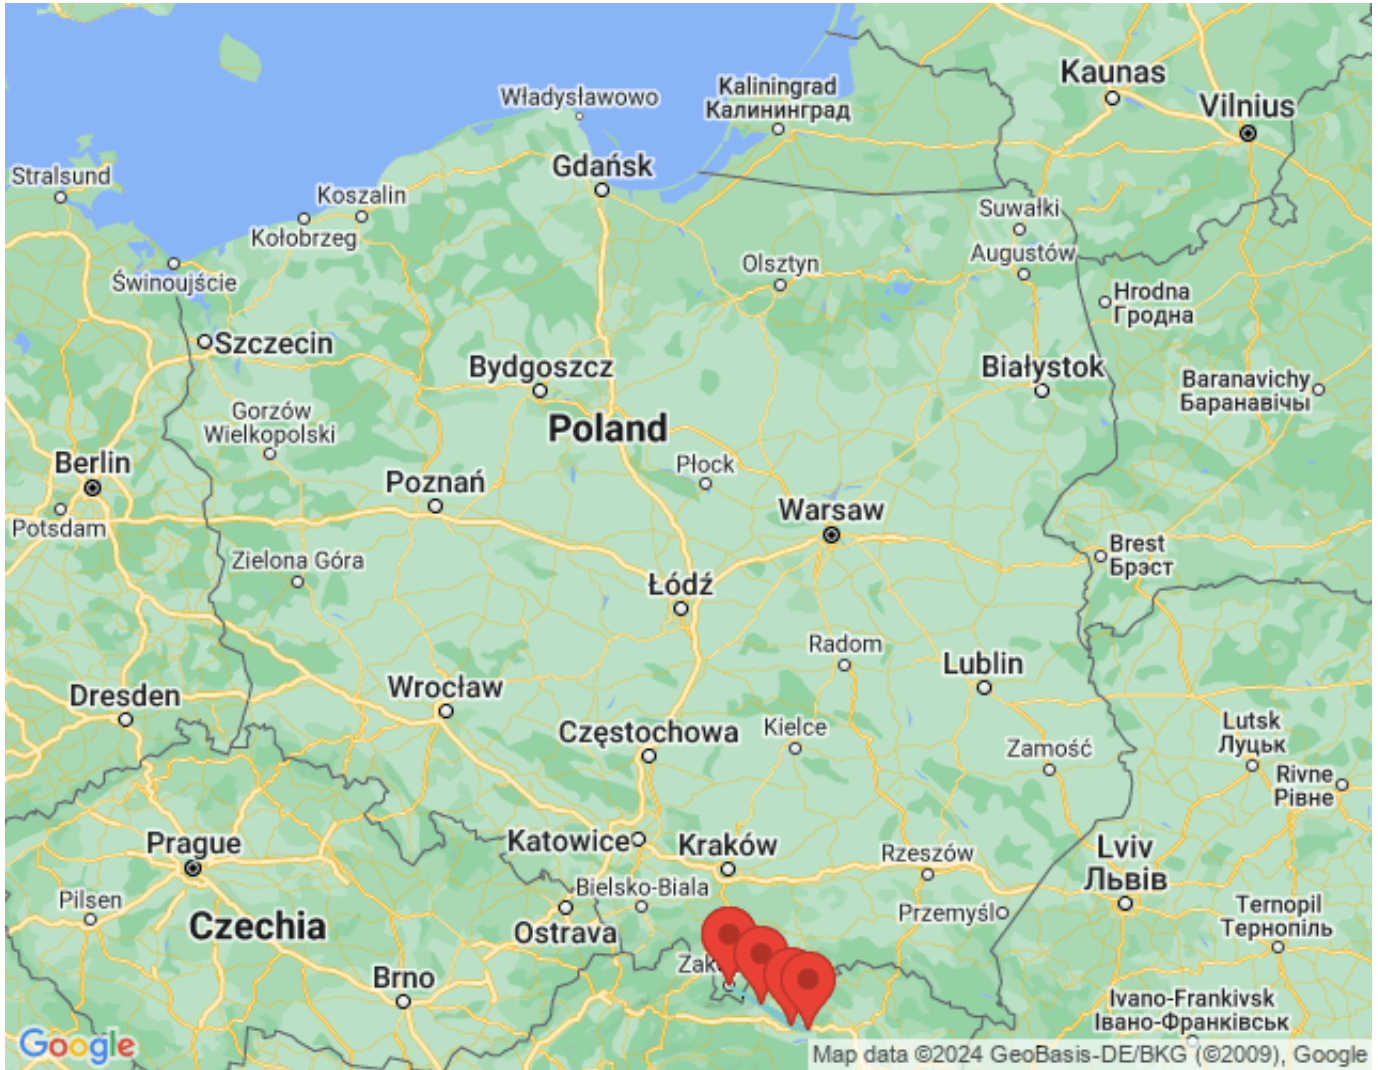 Kaunas
Vilnius
Kaliningrad
Калининград
Władysławowo
Gdańsk
Stralsund
Koszalin
Kołobrzeg
Suwałki
Augustów
Olsztyn
Świnoujście
Hrodna
Гродна
Szczecin
Bydgoszcz
Białystok
Baranavichy
Баранавічы
Gorzów
Wielkopolski
Poland
Berlin
Płock
Poznań
Warsaw
Potsdam
Zielona Góra
Brest
Брэст
Łódź
Radom
Lublin
Dresden
Wrocław
Częstochowa
Kielce
Lutsk
Луцьк
Zamość
Rivne
Рівне
Prague
Katowice
Kraków
Rzeszów
Lviv
Львів
Pilsen
Bielsko-Biala
Przemyśl
Ternopil
Тернопіль
Czechia
Ostrava
Zak
Brno
Ivano-Frankivsk
Івано-Франківськ
Google
Map data ©2024 GeoBasis-DE/BKG (©2009), Google